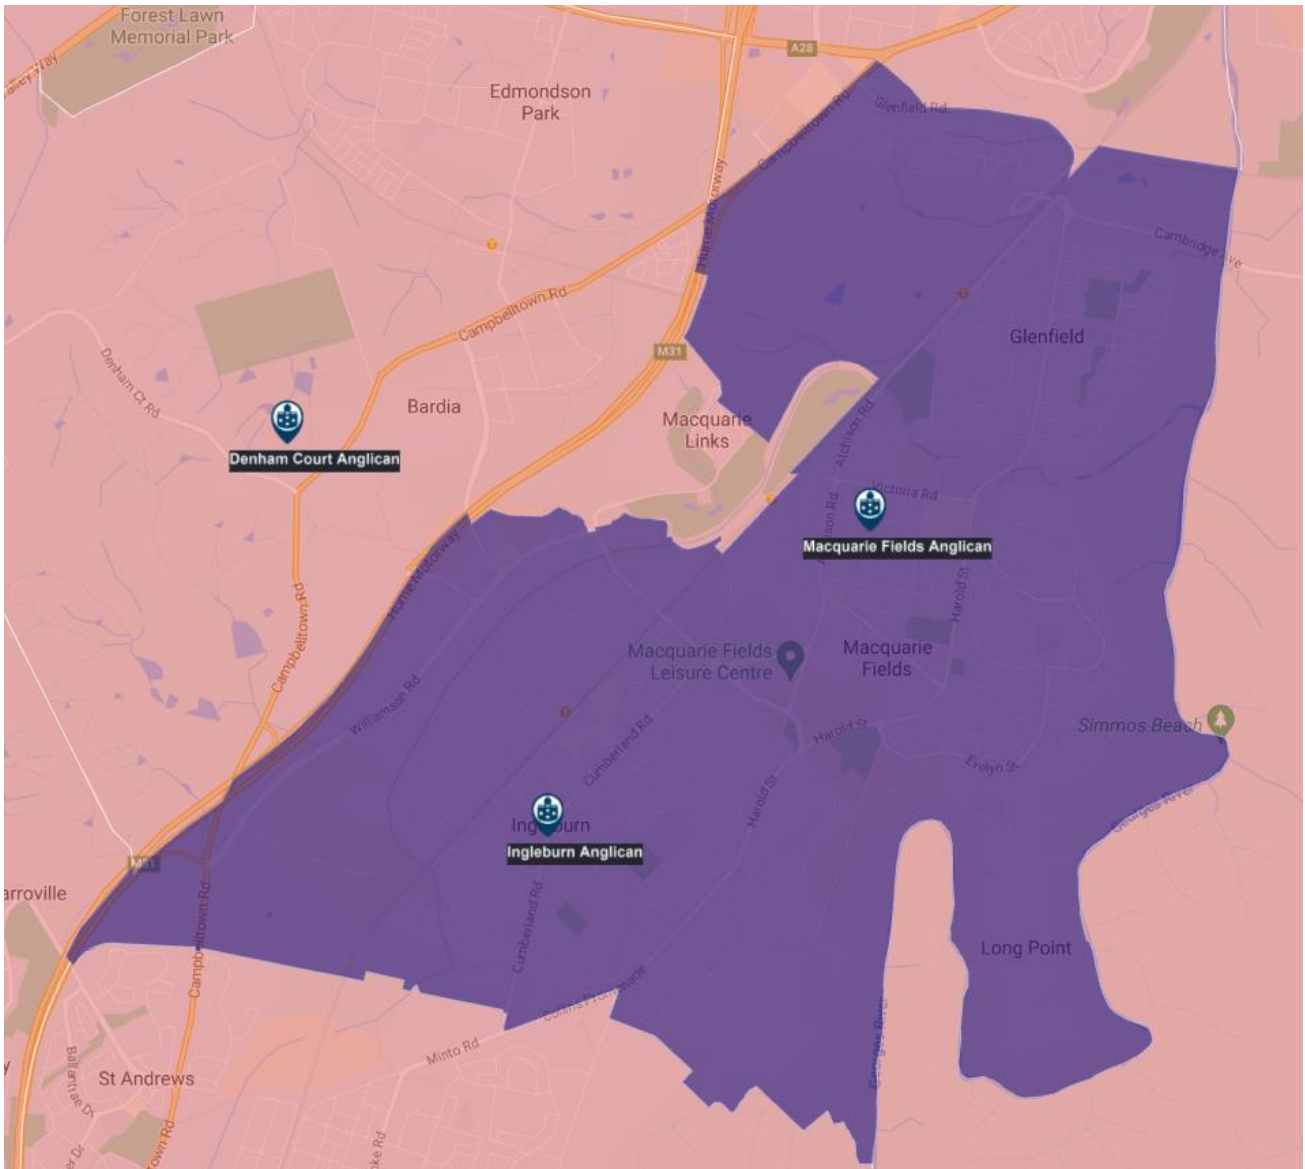 Forest Lawn
Memorial Park
A28
Edmondson
Park
Glenfield Rd
Campbelltown Rd
Hume Motorway
Cambridge Ave
Campbelltown Rd
Glenfield
M31
Denham Ct Rd
Bardia
Macquarie
Links
Atchison Rd
Denham Court Anglican
Victoria Rd
Macquarie Fields Anglican
Hume Motorway
Harold St
Campbelltown Rd
Macquarie Fields
Leisure Centre
Macquarie
Fields
Williamson Rd
Simmos Beach
Harold St
Cumberland Rd
Evelyn St
Harold St
Georges River
Ingleburn
Ingleburn Anglican
M31
arroville
Campbelltown Rd
Cumberland Rd
Long Point
Collins Promenade
Georges River
Minto Rd
St Andrews
Ballantrae Dr